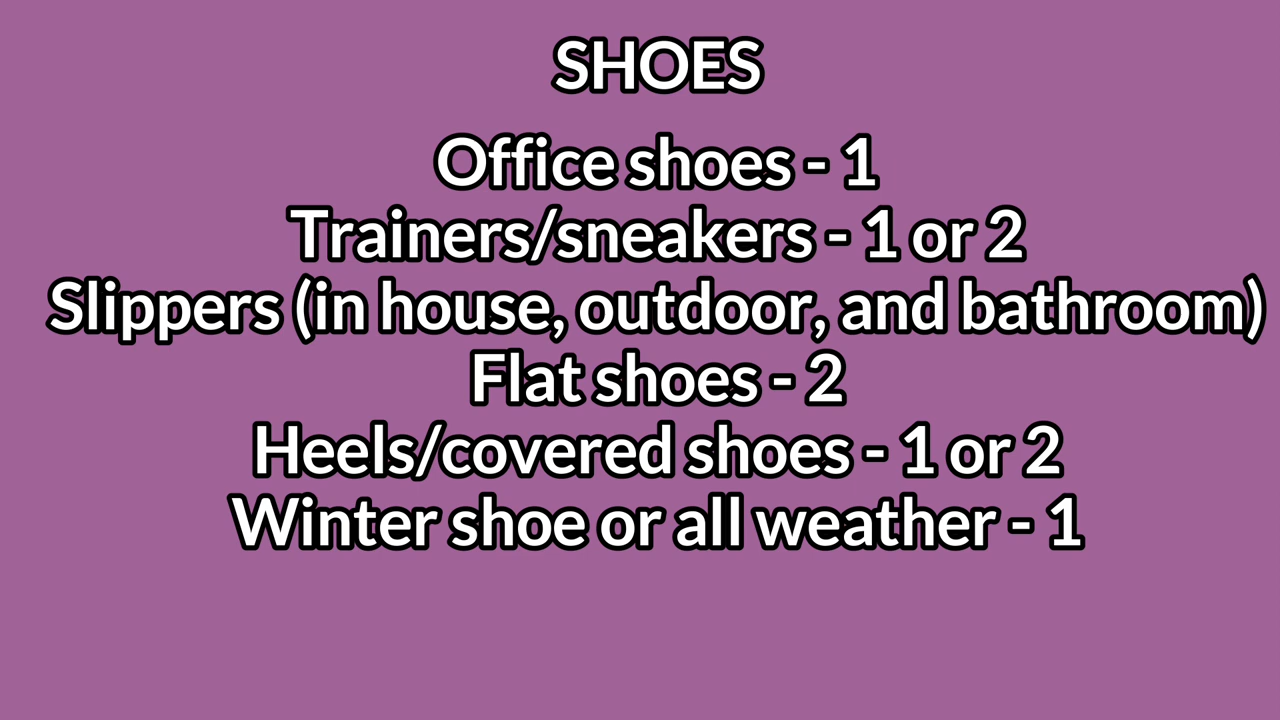 SHOES
Office shoes - 1
Trainers/sneakers - 1 or 2
Slippers (in house, outdoor, and bathroom)
Flat shoes - 2
Heels/covered shoes - 1 or 2
Winter shoe or all weather - 1